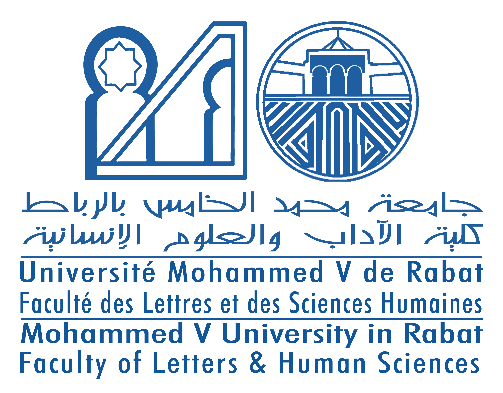 جامعة محمد الخامس بالرباط
كلية الآداب والعلوم الإنسانية
Université Mohammed V de Rabat
Faculté des Lettres et des Sciences Humaines
Mohammed V University in Rabat
Faculty of Letters & Human Sciences